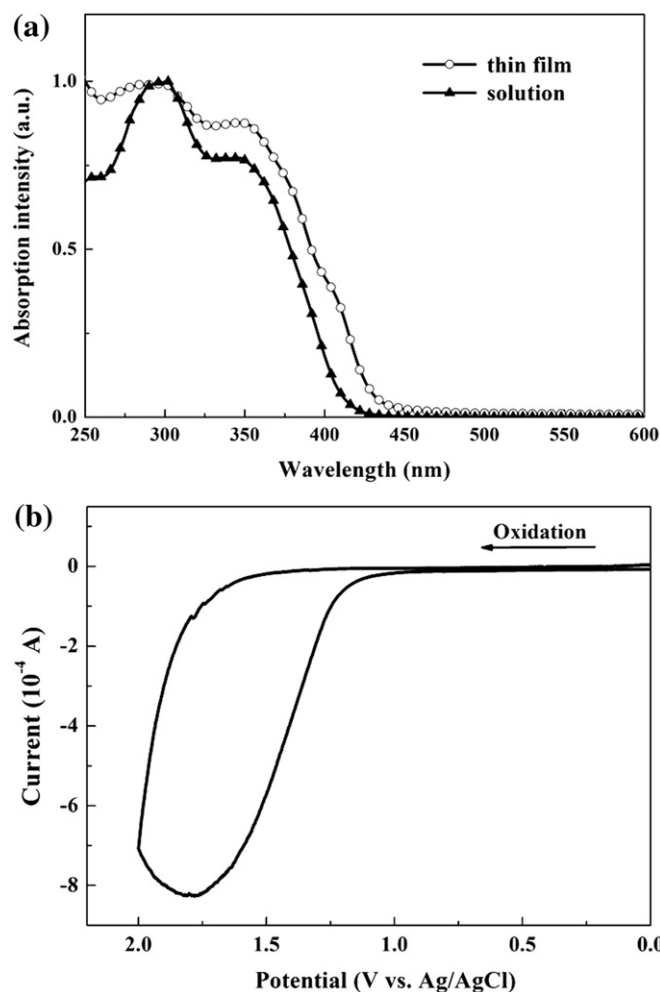 (a)
thin film
solution
Absorption intensity (a.u.)
1.0
0.5
0.0
250 300 350 400 450 500 550 600
Wavelength (nm)
(b)
Oxidation
Current (10⁻⁴ A)
0
-2
-4
-6
-8
2.0 1.5 1.0 0.5 0.0
Potential (V vs. Ag/AgCl)